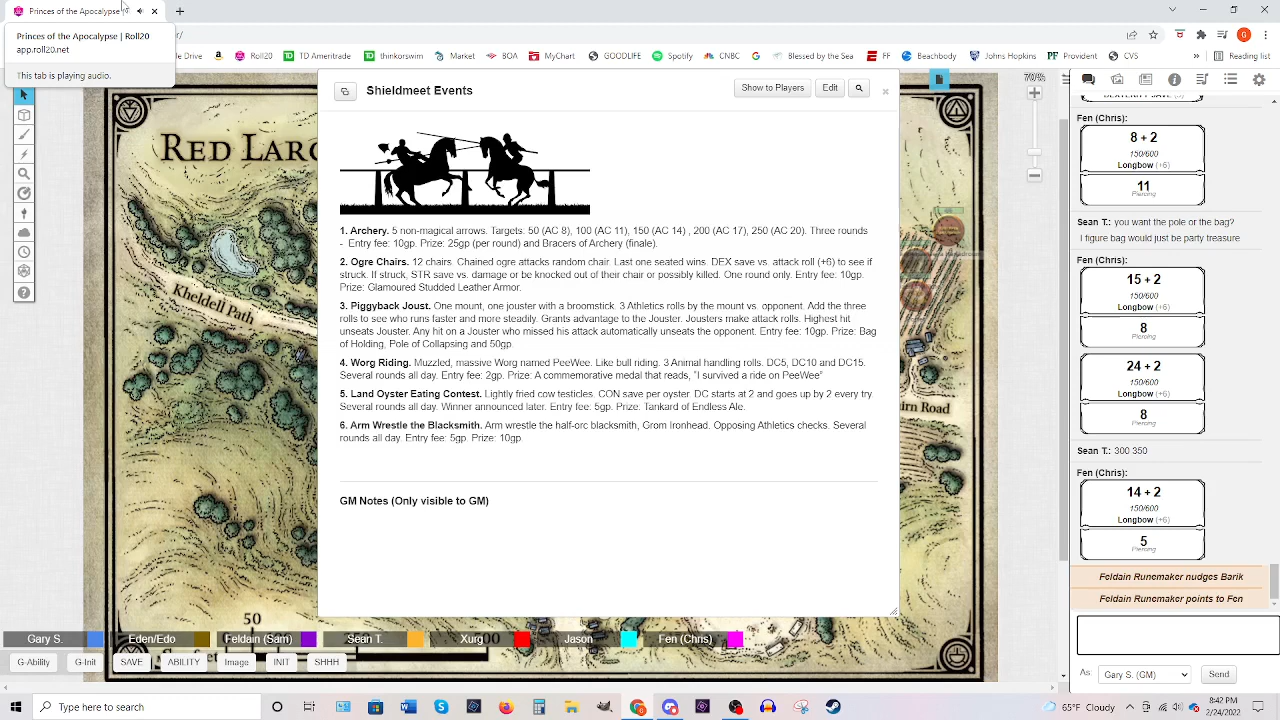 Princes of the Apocalypse |
Princes of the Apocalypse | Roll20
app.roll20.net
This tab is playing audio.
le Drive
Roll20
TD Ameritrade
thinkorswim
Market
BOA
MyChart
GOODLIFE
Spotify
CNBC
Blessed by the Sea
FF
Beachbody
Johns Hopkins
Providen
Reading list
Shieldmeet Events
Show to Players
Edit
1. Archery. 5 non-magical arrows. Targets: 50 (AC 8), 100 (AC 11), 150 (AC 14) , 200 (AC 17), 250 (AC 20). Three rounds
- Entry fee: 10gp. Prize: 25gp (per round) and Bracers of Archery (finale).
2. Ogre Chairs. 12 chairs. Chained ogre attacks random chair. Last one seated wins. DEX save vs. attack roll (+6) to see if
struck. If struck, STR save vs. damage or be knocked out of their chair or possibly killed. One round only. Entry fee: 10gp.
Prize: Glamoured Studded Leather Armor.
3. Piggyback Joust. One mount, one jouster with a broomstick. 3 Athletics rolls by the mount vs. opponent. Add the three
rolls to see who runs faster and more steadily. Grants advantage to the Jouster. Jousters make attack rolls. Highest hit
unseats Jouster. Any hit on a Jouster who missed his attack automatically unseats the opponent. Entry fee: 10gp. Prize: Bag
of Holding, Pole of Collapsing and 50gp.
4. Worg Riding. Muzzled, massive Worg named PeeWee. Like bull riding. 3 Animal handling rolls. DC5, DC10 and DC15.
Several rounds all day. Entry fee: 2gp. Prize: A commemorative medal that reads, "I survived a ride on PeeWee"
5. Land Oyster Eating Contest. Lightly fried cow testicles. CON save per oyster. DC starts at 2 and goes up by 2 every try.
Several rounds all day. Winner announced later. Entry fee: 5gp. Prize: Tankard of Endless Ale.
6. Arm Wrestle the Blacksmith. Arm wrestle the half-orc blacksmith, Grom Ironhead. Opposing Athletics checks. Several
rounds all day. Entry fee: 5gp. Prize: 10gp
GM Notes (Only visible to GM)
RED LARC
Kheldell Path
irn Road
50
00
70%
Fen (Chris):
8 + 2
150/600
Longbow (+6)
11
Piercing
Sean T.: you want the pole or the bag?
I figure bag would just be party treasure
Fen (Chris):
15 + 2
150/600
Longbow (+6)
8
Piercing
24 + 2
150/600
Longbow (+6)
8
Piercing
Sean T.: 300 350
Fen (Chris):
14 + 2
150/600
Longbow (+6)
5
Piercing
Feldain Runemaker nudges Barik
Feldain Runemaker points to Fen
As:
Gary S. (GM)
Send
Gary S.
Eden/Edo
Feldain (Sam)
Sean T.
Xurg
Jason
Fen (Chris)
G-Ability
G-Init
SAVE
ABILITY
Image
INIT
SHHH
Type here to search
65°F Cloudy
8:40 PM
2/24/2022